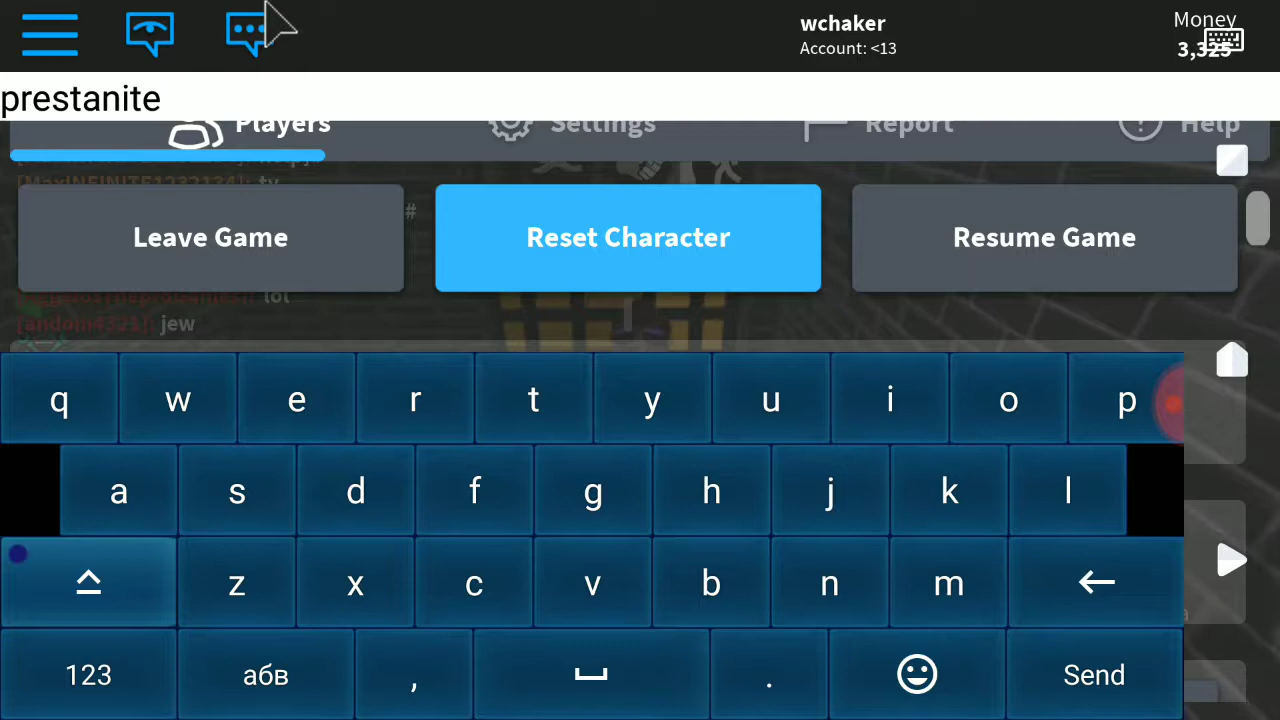 wchaker
Account: <13
Money
3,325
prestanite
Players
Settings
Report
Help
#
Leave Game
Reset Character
Resume Game
lol
[andom4321]: jew
q w e r t y u i o p
a s d f g h j k l
z x c v b n m
123 абв , . Send